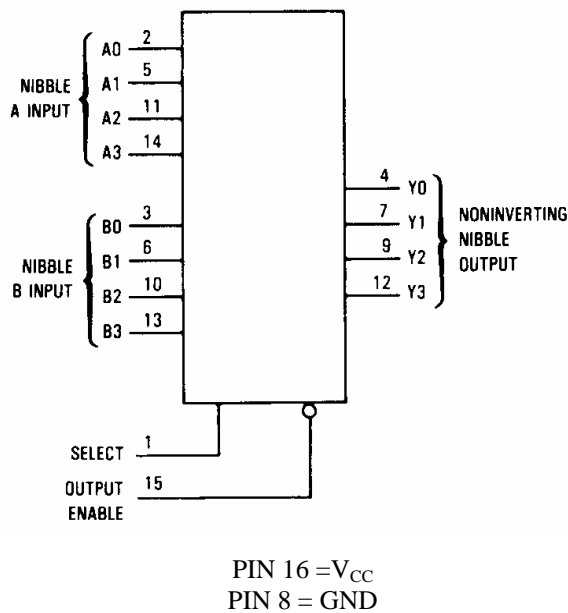 NIBBLE
A INPUT
A0 2
A1 5
A2 11
A3 14
NIBBLE
B INPUT
B0 3
B1 6
B2 10
B3 13
4 Y0
7 Y1
9 Y2
12 Y3
NONINVERTING
NIBBLE
OUTPUT
SELECT 1
OUTPUT 15
ENABLE
PIN 16 =VCC
PIN 8 = GND